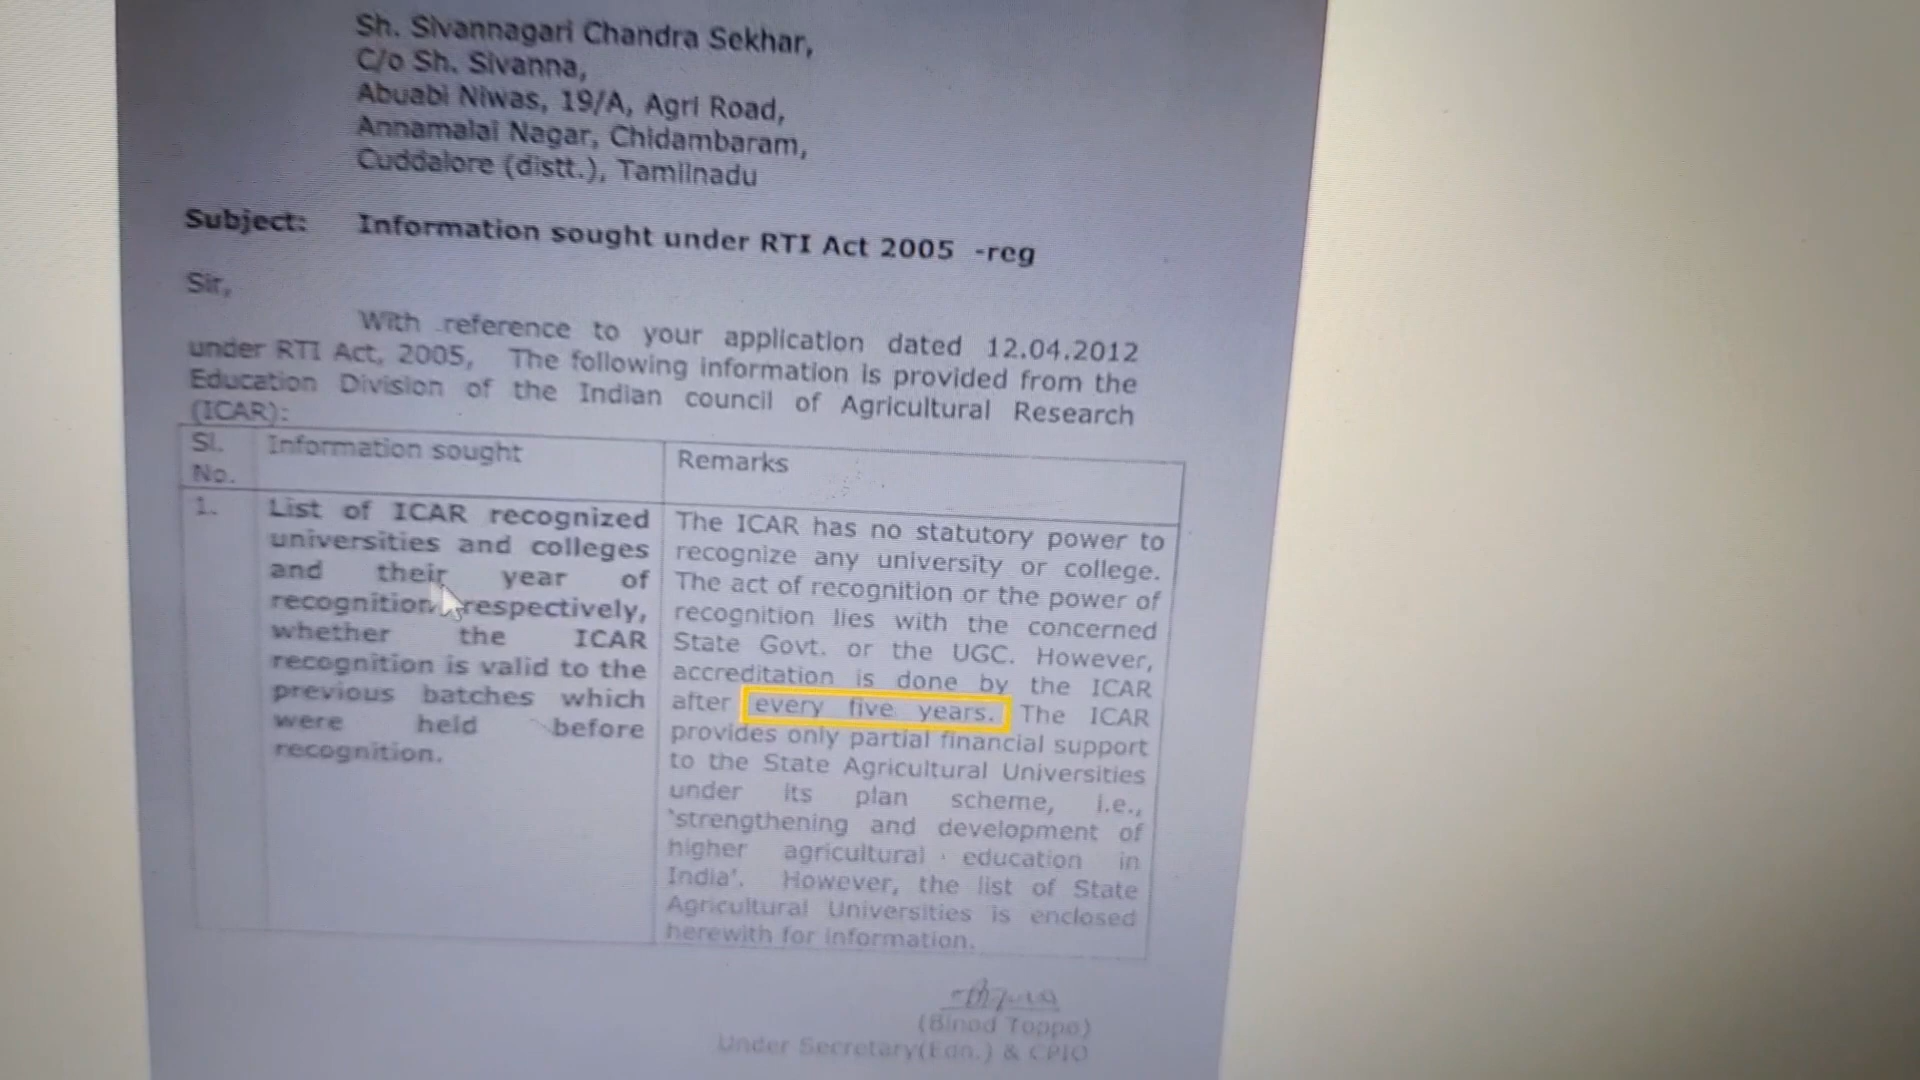 Sh. Sivannagari Chandra Sekhar,
C/o Sh. Sivanna,
Abuabi Niwas, 19/A, Agri Road,
Annamalai Nagar, Chidambaram,
Cuddalore (distt.), Tamilnadu
Subject: Information sought under RTI Act 2005 -reg
Sir,
With reference to your application dated 12.04.2012
under RTI Act, 2005, The following information is provided from the
Education Division of the Indian council of Agricultural Research
(ICAR):
Sl.
No.
Information sought
Remarks
1.
List of ICAR recognized
universities and colleges
and their year of
recognition respectively,
whether the ICAR
recognition is valid to the
previous batches which
were held before
recognition.
The ICAR has no statutory power to
recognize any university or college.
The act of recognition or the power of
recognition lies with the concerned
State Govt. or the UGC. However,
accreditation is done by the ICAR
after every five years. The ICAR
provides only partial financial support
to the State Agricultural Universities
under its plan scheme, i.e.,
'strengthening and development of
higher agricultural education in
India'. However, the list of State
Agricultural Universities is enclosed
herewith for information.
(Binod Toppo)
Under Secretary(Edn.) & CPIO